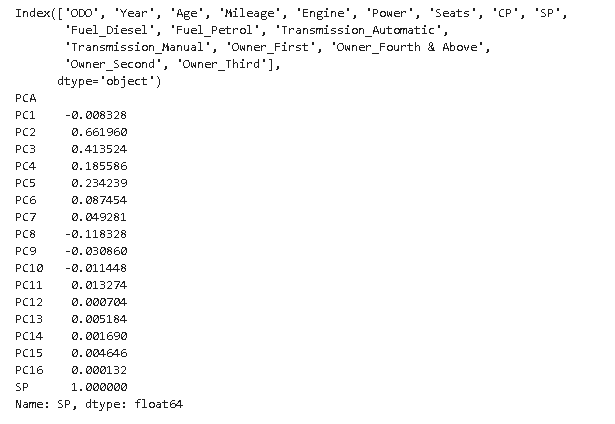 Index(['ODO', 'Year', 'Age', 'Mileage', 'Engine', 'Power', 'Seats', 'CP', 'SP',
'Fuel_Diesel', 'Fuel_Petrol', 'Transmission_Automatic',
'Transmission_Manual', 'Owner_First', 'Owner_Fourth & Above',
'Owner_Second', 'Owner_Third'],
dtype='object')
PCA
PC1 -0.008328
PC2 0.661960
PC3 0.413524
PC4 0.185586
PC5 0.234239
PC6 0.087454
PC7 0.049281
PC8 -0.118328
PC9 -0.030860
PC10 -0.011448
PC11 0.013274
PC12 0.000704
PC13 0.005184
PC14 0.001690
PC15 0.004646
PC16 0.000132
SP 1.000000
Name: SP, dtype: float64